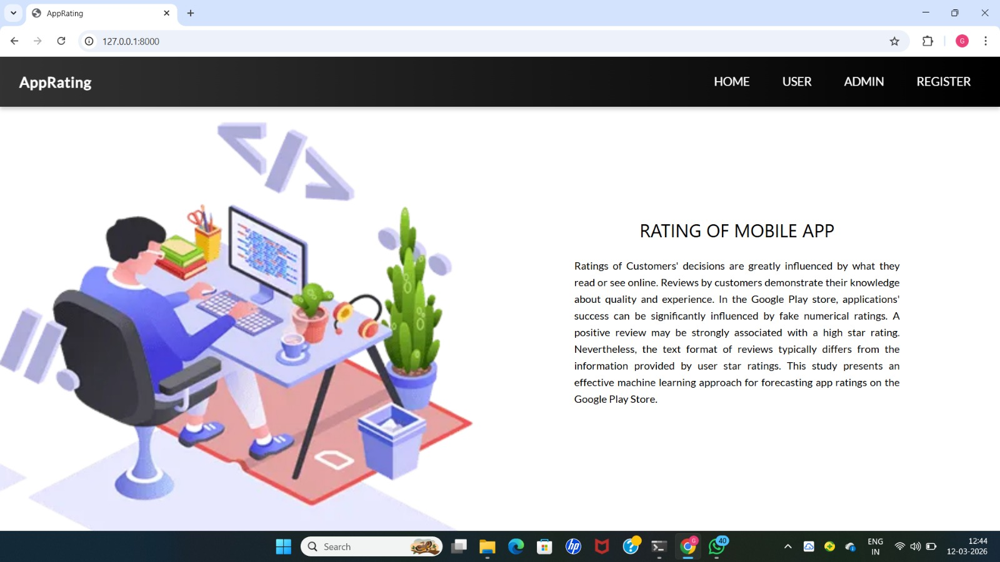 AppRating
127.0.0.1:8000
G
AppRating
HOME USER ADMIN REGISTER
RATING OF MOBILE APP
Ratings of Customers' decisions are greatly influenced by what they
read or see online. Reviews by customers demonstrate their knowledge
about quality and experience. In the Google Play store, applications'
success can be significantly influenced by fake numerical ratings. A
positive review may be strongly associated with a high star rating.
Nevertheless, the text format of reviews typically differs from the
information provided by user star ratings. This study presents an
effective machine learning approach for forecasting app ratings on the
Google Play Store.
Search
hp
G
40
ENG
IN
12:44
12-03-2026